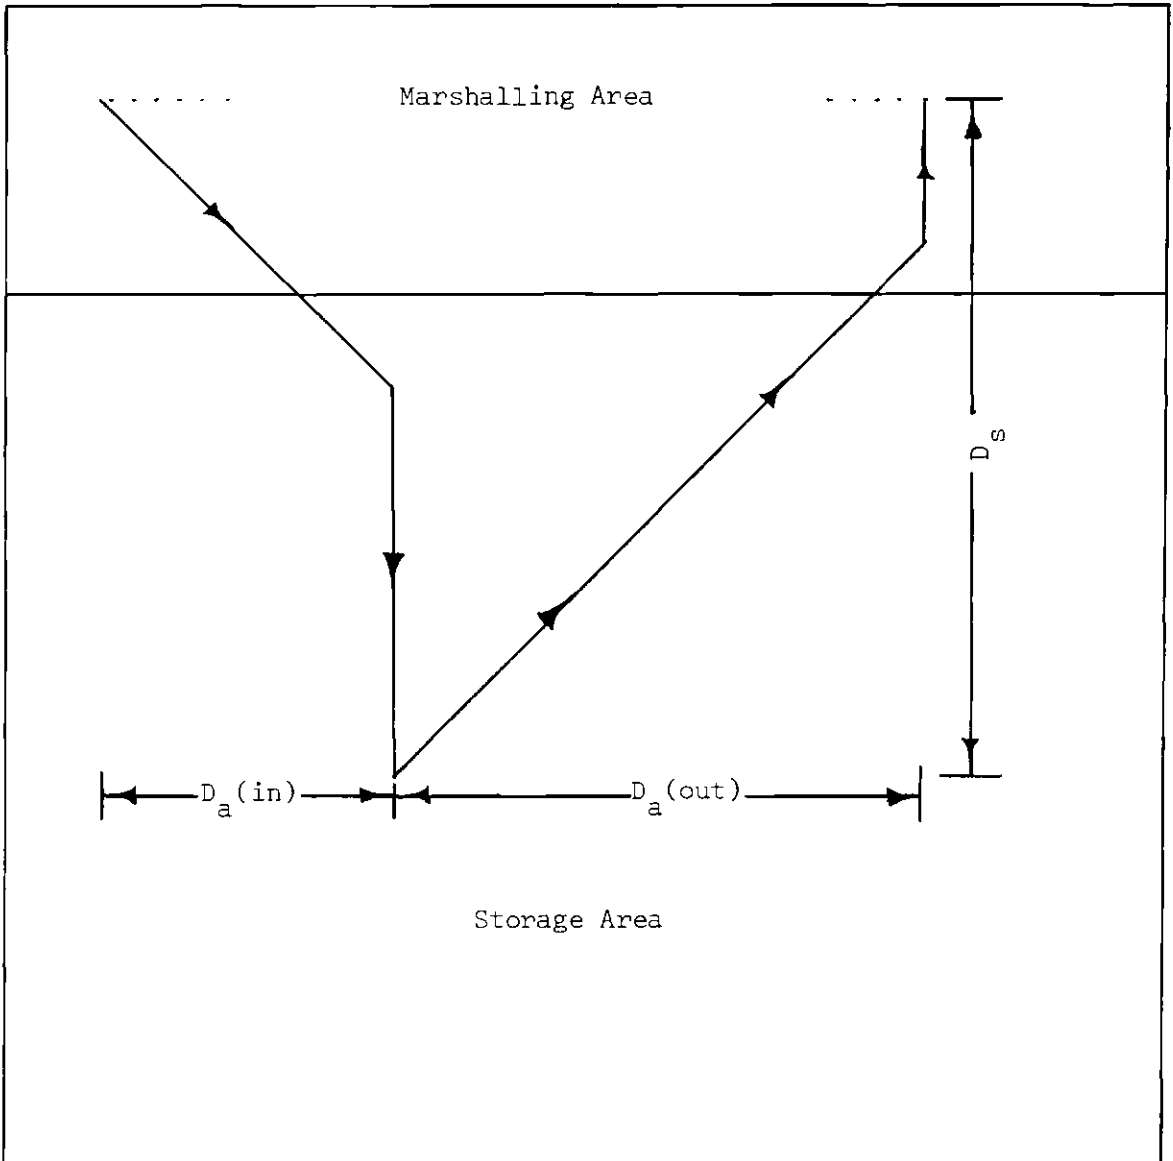 Marshalling Area
D_s
D_a(in)
D_a(out)
Storage Area